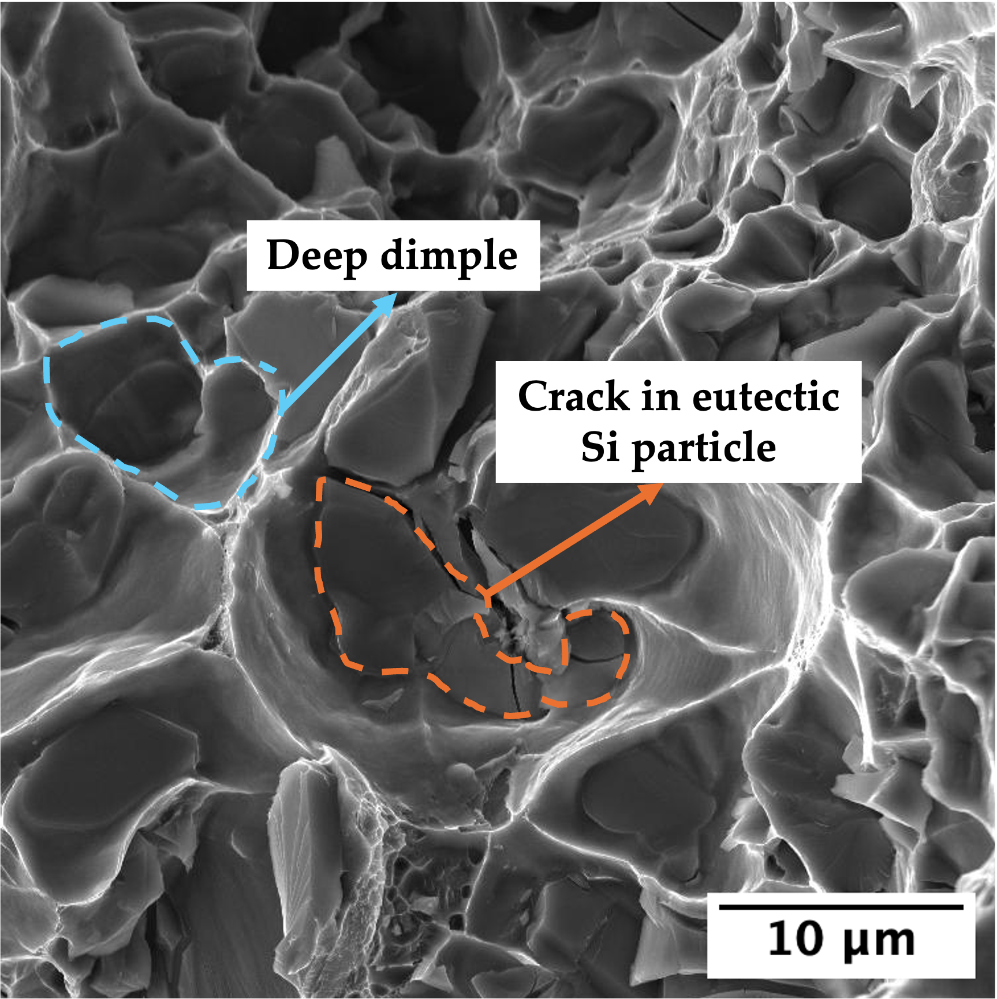 Deep dimple
Crack in eutectic
Si particle
10 μm